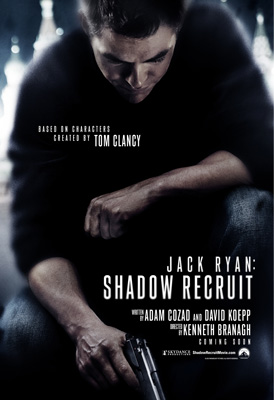 BASED ON CHARACTERS
CREATED BY TOM CLANCY
JACK RYAN:
SHADOW RECRUIT
WRITTEN BY ADAM COZAD AND DAVID KOEPP
DIRECTED BY KENNETH BRANAGH
COMING SOON
SKYDANCE
ShadowRecruitMovie.com